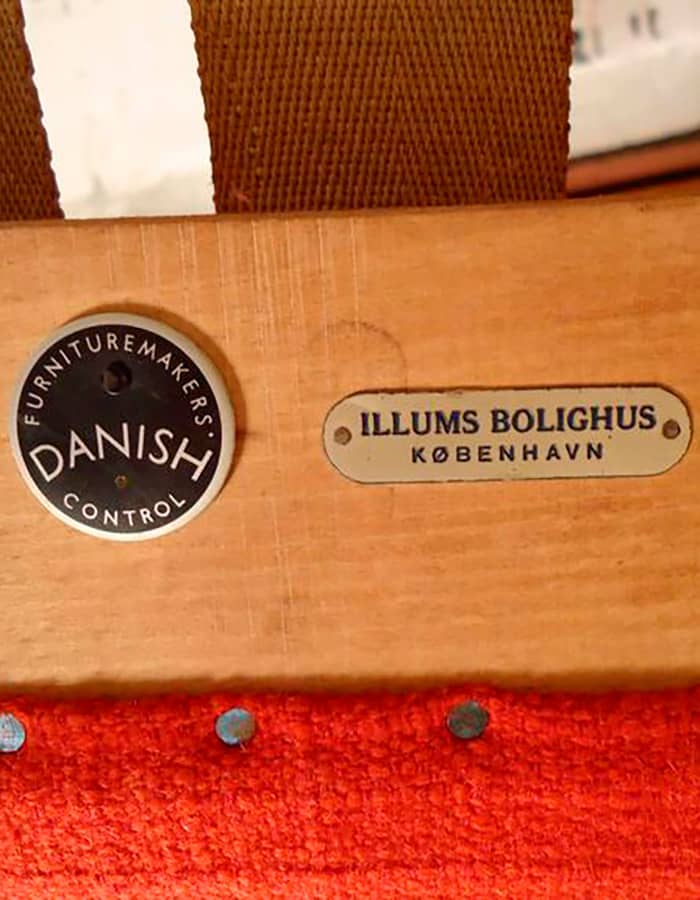 FURNITUREMAKERS·
DANISH
CONTROL
ILLUMS BOLIGHUS
KØBENHAVN